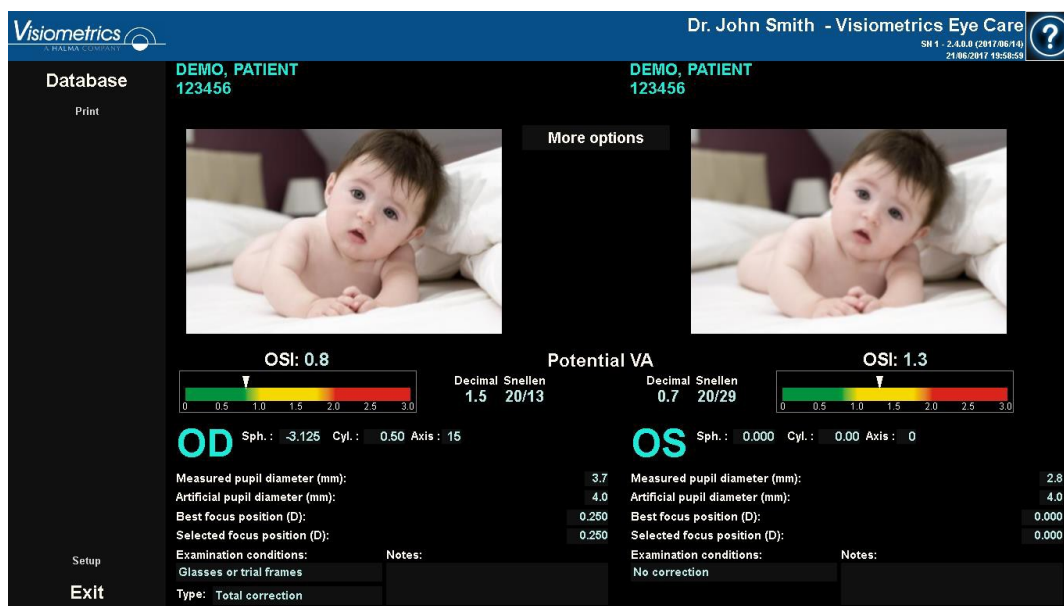 Visiometrics
A HALMA COMPANY
Dr. John Smith - Visiometrics Eye Care
SN 1 - 2.4.0.0 (2017/06/14)
21/06/2017 19:58:59
?
Database
Print
Setup
Exit
DEMO, PATIENT
123456
DEMO, PATIENT
123456
More options
OSI: 0.8
Potential VA
OSI: 1.3
0 0.5 1.0 1.5 2.0 2.5 3.0
Decimal Snellen
1.5 20/13
Decimal Snellen
0.7 20/29
0 0.5 1.0 1.5 2.0 2.5 3.0
OD Sph. : -3.125 Cyl. : 0.50 Axis : 15
Measured pupil diameter (mm): 3.7
Artificial pupil diameter (mm): 4.0
Best focus position (D): 0.250
Selected focus position (D): 0.250
Examination conditions: Notes:
Glasses or trial frames
Type: Total correction
OS Sph. : 0.000 Cyl. : 0.00 Axis : 0
Measured pupil diameter (mm): 2.8
Artificial pupil diameter (mm): 4.0
Best focus position (D): 0.000
Selected focus position (D): 0.000
Examination conditions: Notes:
No correction